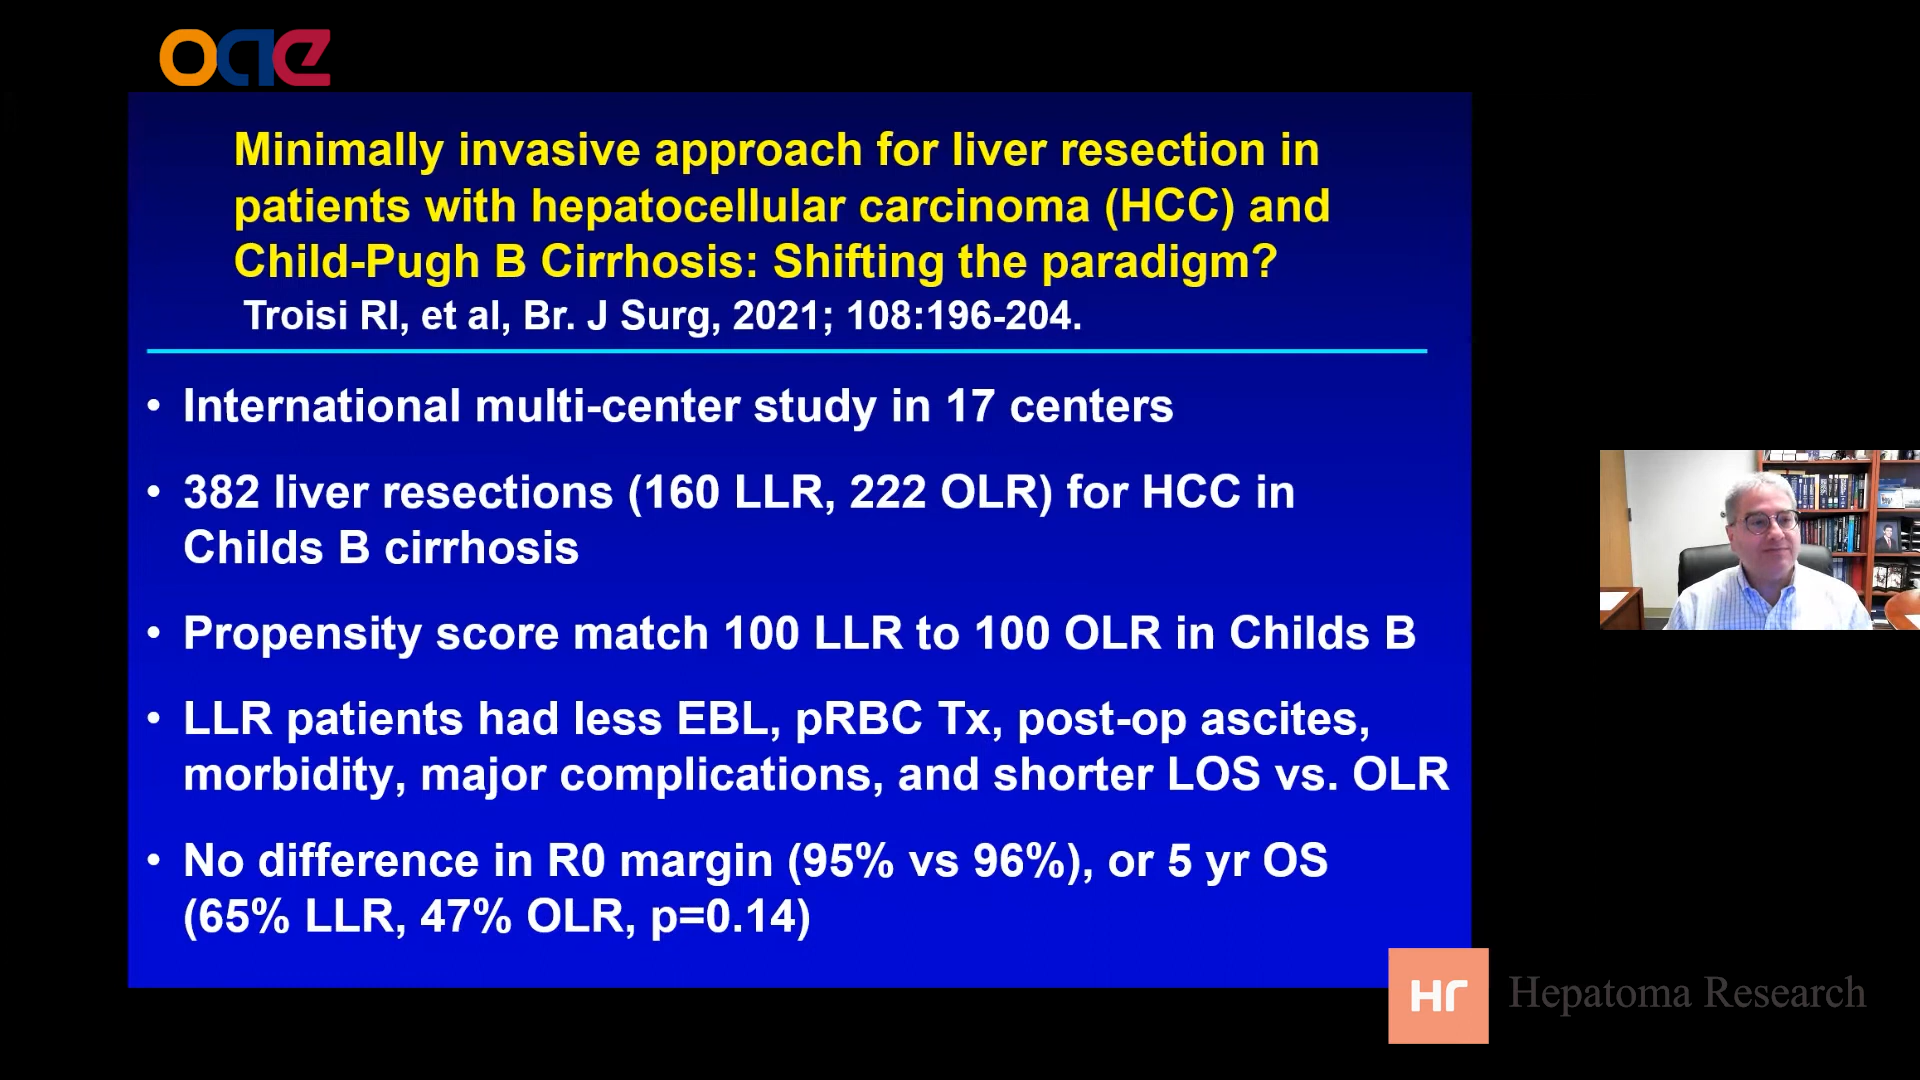 oae
Minimally invasive approach for liver resection in
patients with hepatocellular carcinoma (HCC) and
Child-Pugh B Cirrhosis: Shifting the paradigm?
Troisi RI, et al, Br. J Surg, 2021; 108:196-204.
• International multi-center study in 17 centers
• 382 liver resections (160 LLR, 222 OLR) for HCC in
Childs B cirrhosis
• Propensity score match 100 LLR to 100 OLR in Childs B
• LLR patients had less EBL, pRBC Tx, post-op ascites,
morbidity, major complications, and shorter LOS vs. OLR
• No difference in R0 margin (95% vs 96%), or 5 yr OS
(65% LLR, 47% OLR, p=0.14)
Hr Hepatoma Research